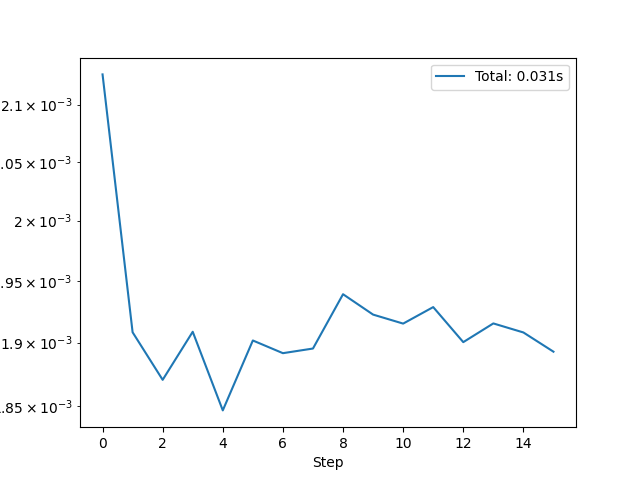 Total: 0.031s
2.1 × 10⁻³
.05 × 10⁻³
2 × 10⁻³
.95 × 10⁻³
1.9 × 10⁻³
.85 × 10⁻³
0 2 4 6 8 10 12 14
Step